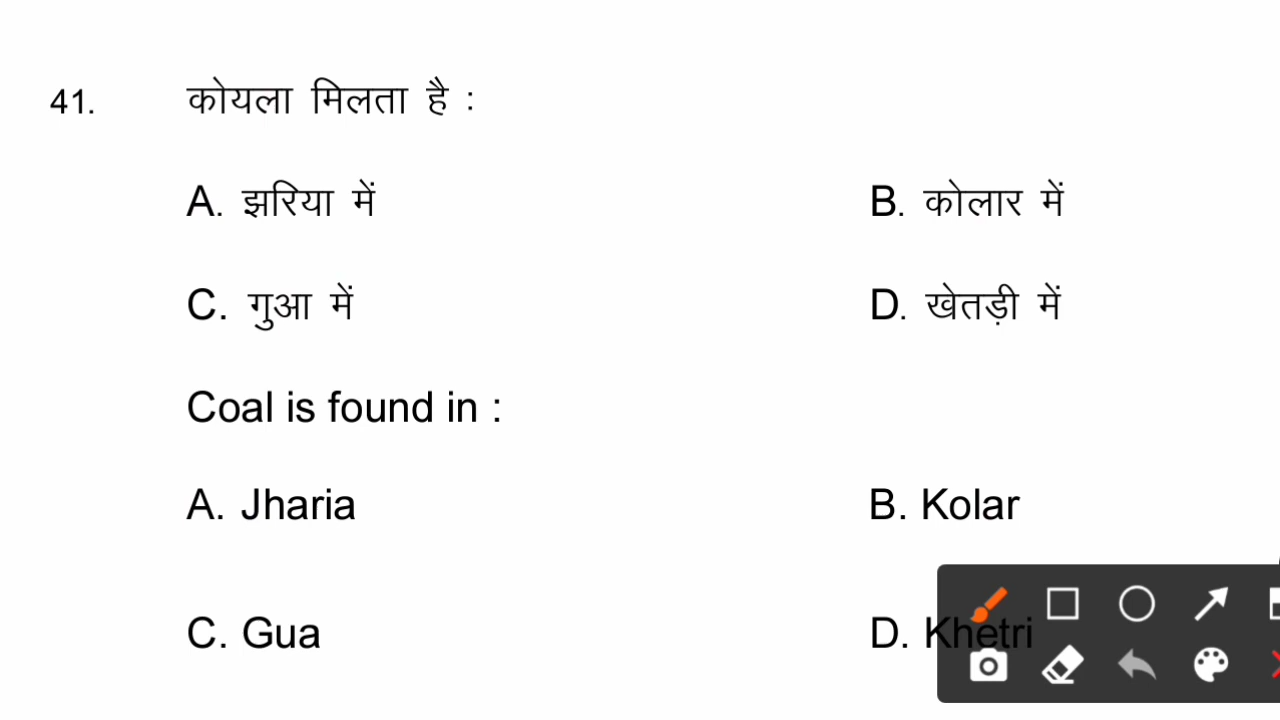 41. कोयला मिलता है :
A. झरिया में B. कोलार में
C. गुआ में D. खेतड़ी में
Coal is found in :
A. Jharia B. Kolar
C. Gua D. Khetri